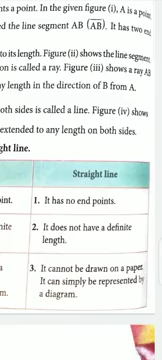 nts a point. In the given figure (i), A is a point
ed the line segment AB (AB). It has two end
to its length. Figure (ii) shows the line segment
on is called a ray. Figure (iii) shows a ray AB
y length in the direction of B from A.
oth sides is called a line. Figure (iv) shows
extended to any length on both sides.
ght line.
Straight line
int.
1. It has no end points.
nite
2. It does not have a definite
length.
a
3. It cannot be drawn on a paper.
It can simply be represented by
m.
a diagram.